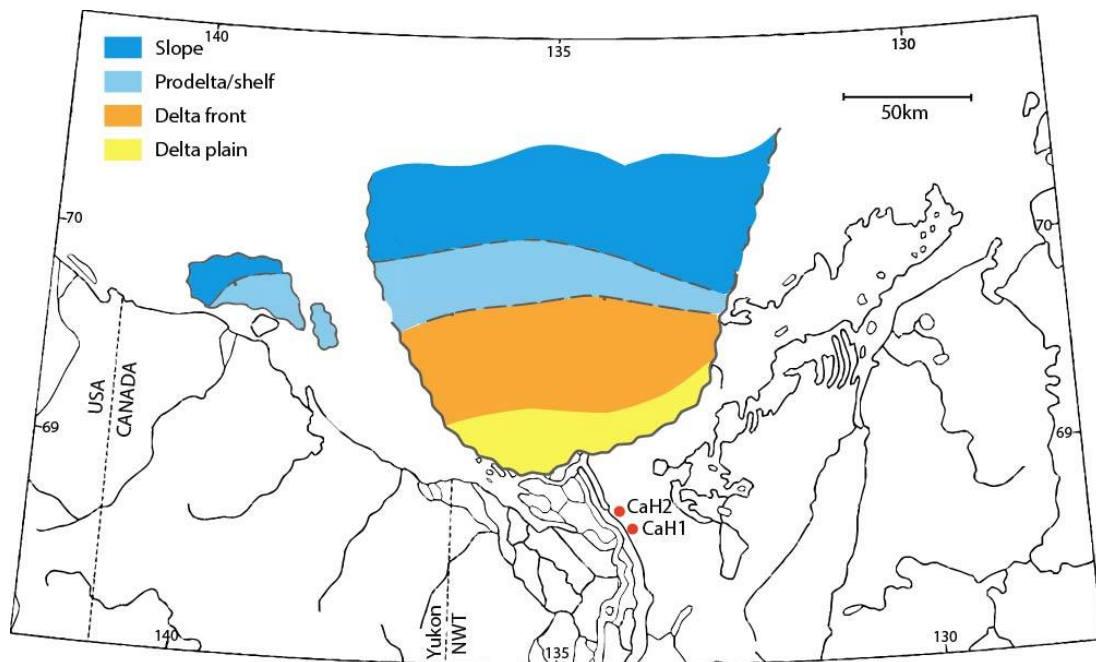 140
135
130
Slope
Prodelta/shelf
Delta front
Delta plain
50km
70
70
USA
CANADA
69
69
CaH2
CaH1
Yukon
NWT
140
135
130